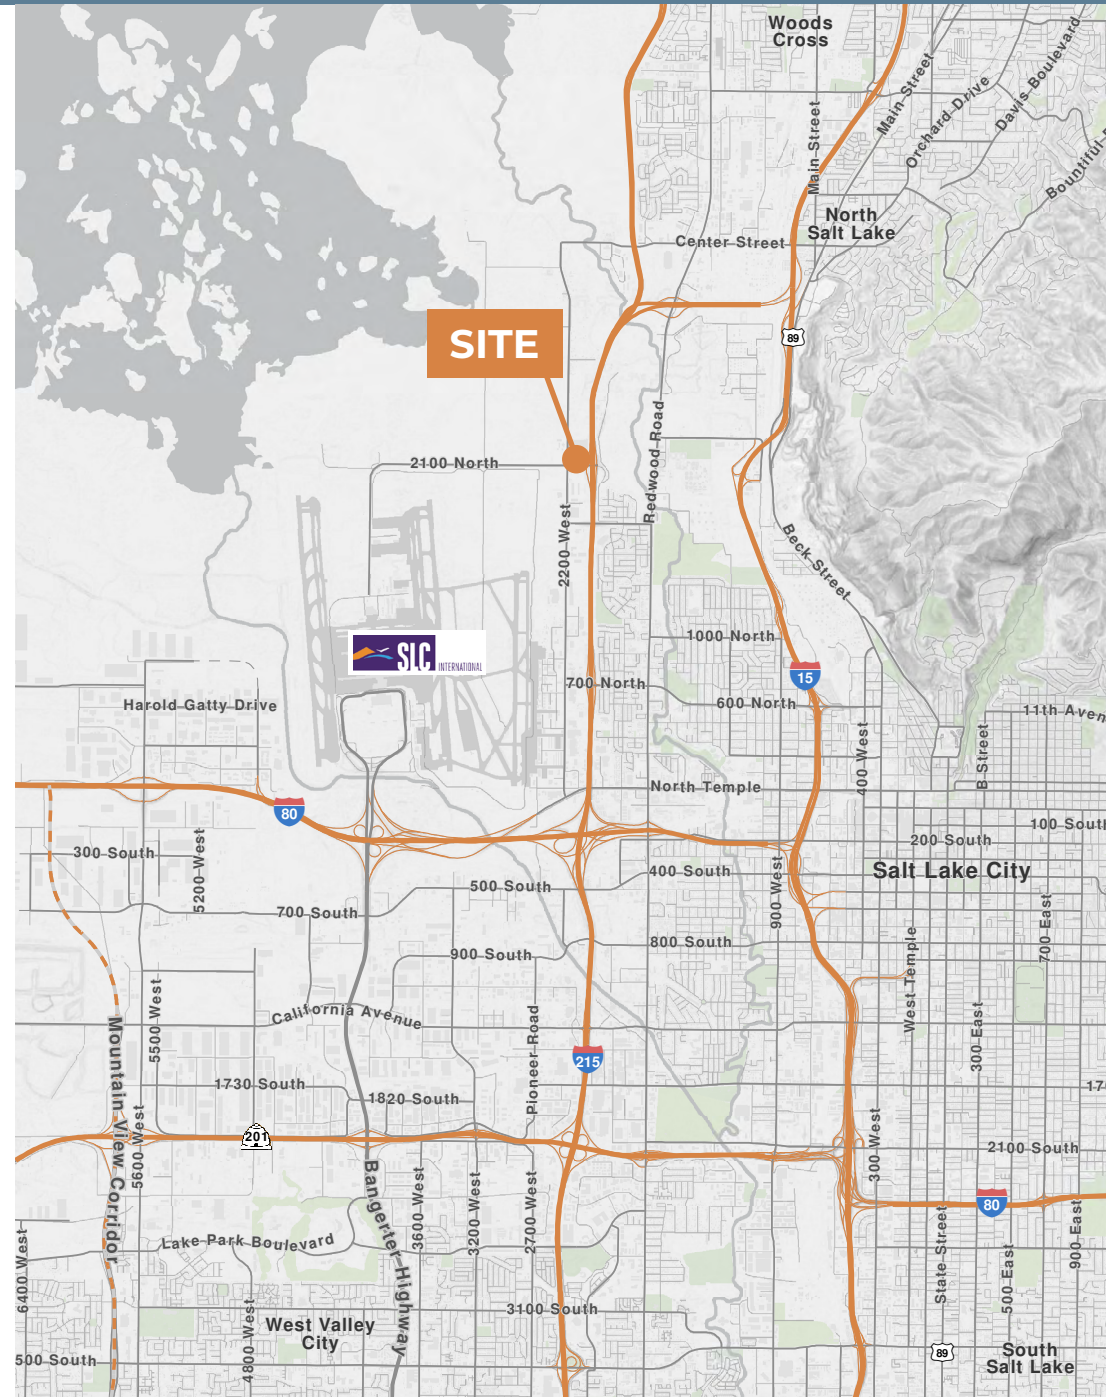 Woods
Cross
Main Street
Orchard Drive
Davis Boulevard
Main Street
Bountiful
North
Salt Lake
Center Street
SITE
89
Redwood Road
2100 North
2200 West
Beck Street
SLC
INTERNATIONAL
1000 North
15
700 North
600 North
Harold Gatty Drive
11th Aven
400 West
B Street
North Temple
80
100 South
200 South
300 South
5200 West
400 South
Salt Lake City
900 West
500 South
700 South
700 East
800 South
900 South
West Temple
5500 West
California Avenue
Pioneer Road
300 East
Mountain View Corridor
215
1730 South
17
1820 South
201
5600 West
300 West
2100 South
Bangerter Highway
3600 West
3200 West
2700 West
80
Lake Park Boulevard
6400 West
State Street
500 East
900 East
4800 West
3100 South
West Valley
City
89
South
Salt Lake
500 South